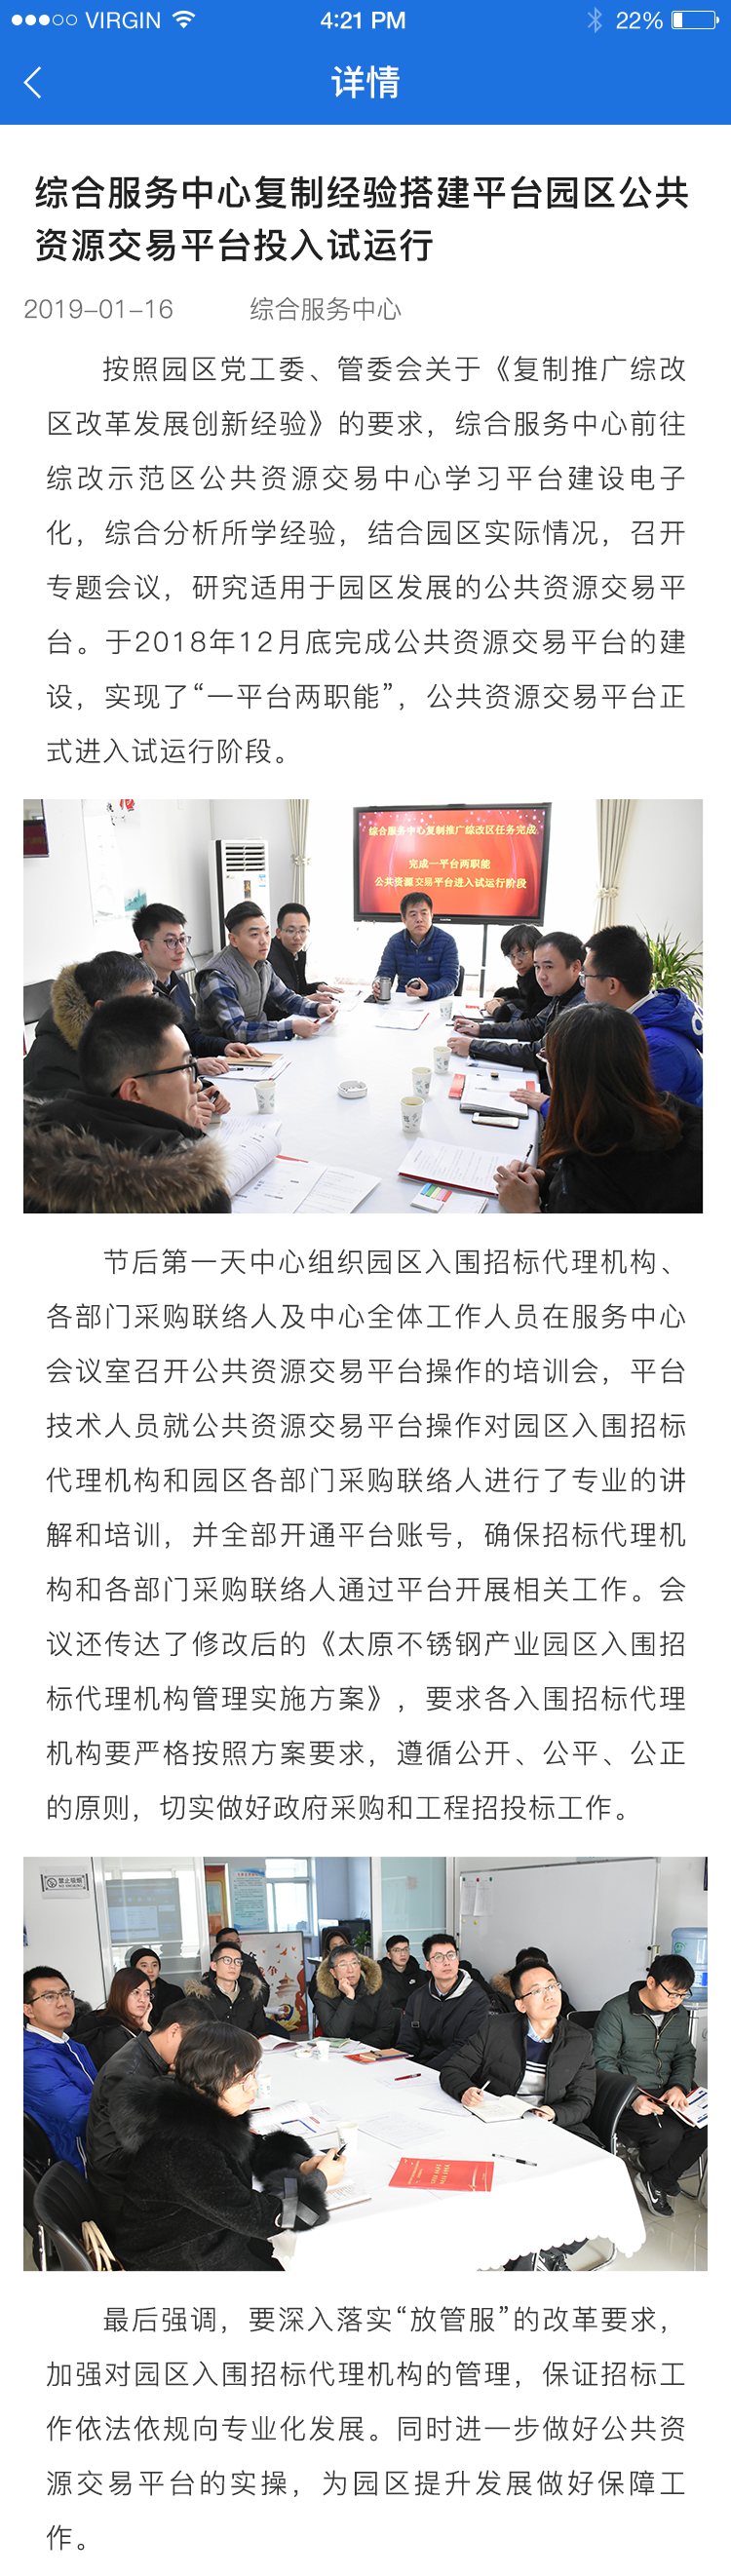 VIRGIN 4:21 PM 22%
详情
综合服务中心复制经验搭建平台园区公共
资源交易平台投入试运行
2019-01-16 综合服务中心
按照园区党工委、管委会关于《复制推广综改
区改革发展创新经验》的要求，综合服务中心前往
综改示范区公共资源交易中心学习平台建设电子
化，综合分析所学经验，结合园区实际情况，召开
专题会议，研究适用于园区发展的公共资源交易平
台。于2018年12月底完成公共资源交易平台的建
设，实现了“一平台两职能”，公共资源交易平台正
式进入试运行阶段。
综合服务中心复制推广综改区任务完成
完成一平台两职能
公共资源交易平台进入试运行阶段
节后第一天中心组织园区入围招标代理机构、
各部门采购联络人及中心全体工作人员在服务中心
会议室召开公共资源交易平台操作的培训会，平台
技术人员就公共资源交易平台操作对园区入围招标
代理机构和园区各部门采购联络人进行了专业的讲
解和培训，并全部开通平台账号，确保招标代理机
构和各部门采购联络人通过平台开展相关工作。会
议还传达了修改后的《太原不锈钢产业园区入围招
标代理机构管理实施方案》，要求各入围招标代理
机构要严格按照方案要求，遵循公开、公平、公正
的原则，切实做好政府采购和工程招投标工作。
禁止吸烟
NO SMOKING
最后强调，要深入落实“放管服”的改革要求，
加强对园区入围招标代理机构的管理，保证招标工
作依法依规向专业化发展。同时进一步做好公共资
源交易平台的实操，为园区提升发展做好保障工
作。